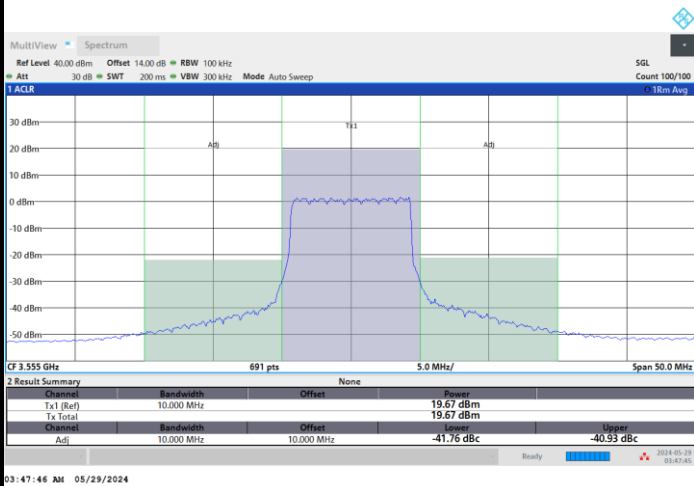 MultiView Spectrum
Ref Level 40.00 dBm Offset 14.00 dB RBW 100 kHz SGL
Att 30 dB SWT 200 ms VBW 300 kHz Mode Auto Sweep Count 100/100
1 ACLR 1Rm Avg
Tx1
Adj Adj
30 dBm
20 dBm
10 dBm
0 dBm
-10 dBm
-20 dBm
-30 dBm
-40 dBm
-50 dBm
CF 3.555 GHz 691 pts 5.0 MHz/ Span 50.0 MHz
2 Result Summary None
Channel Bandwidth Offset Power
Tx1 (Ref) 10.000 MHz 19.67 dBm
Tx Total 19.67 dBm
Channel Bandwidth Offset Lower Upper
Adj 10.000 MHz 10.000 MHz -41.76 dBc -40.93 dBc
Ready 2024-05-29
03:47:45
03:47:46 AM 05/29/2024